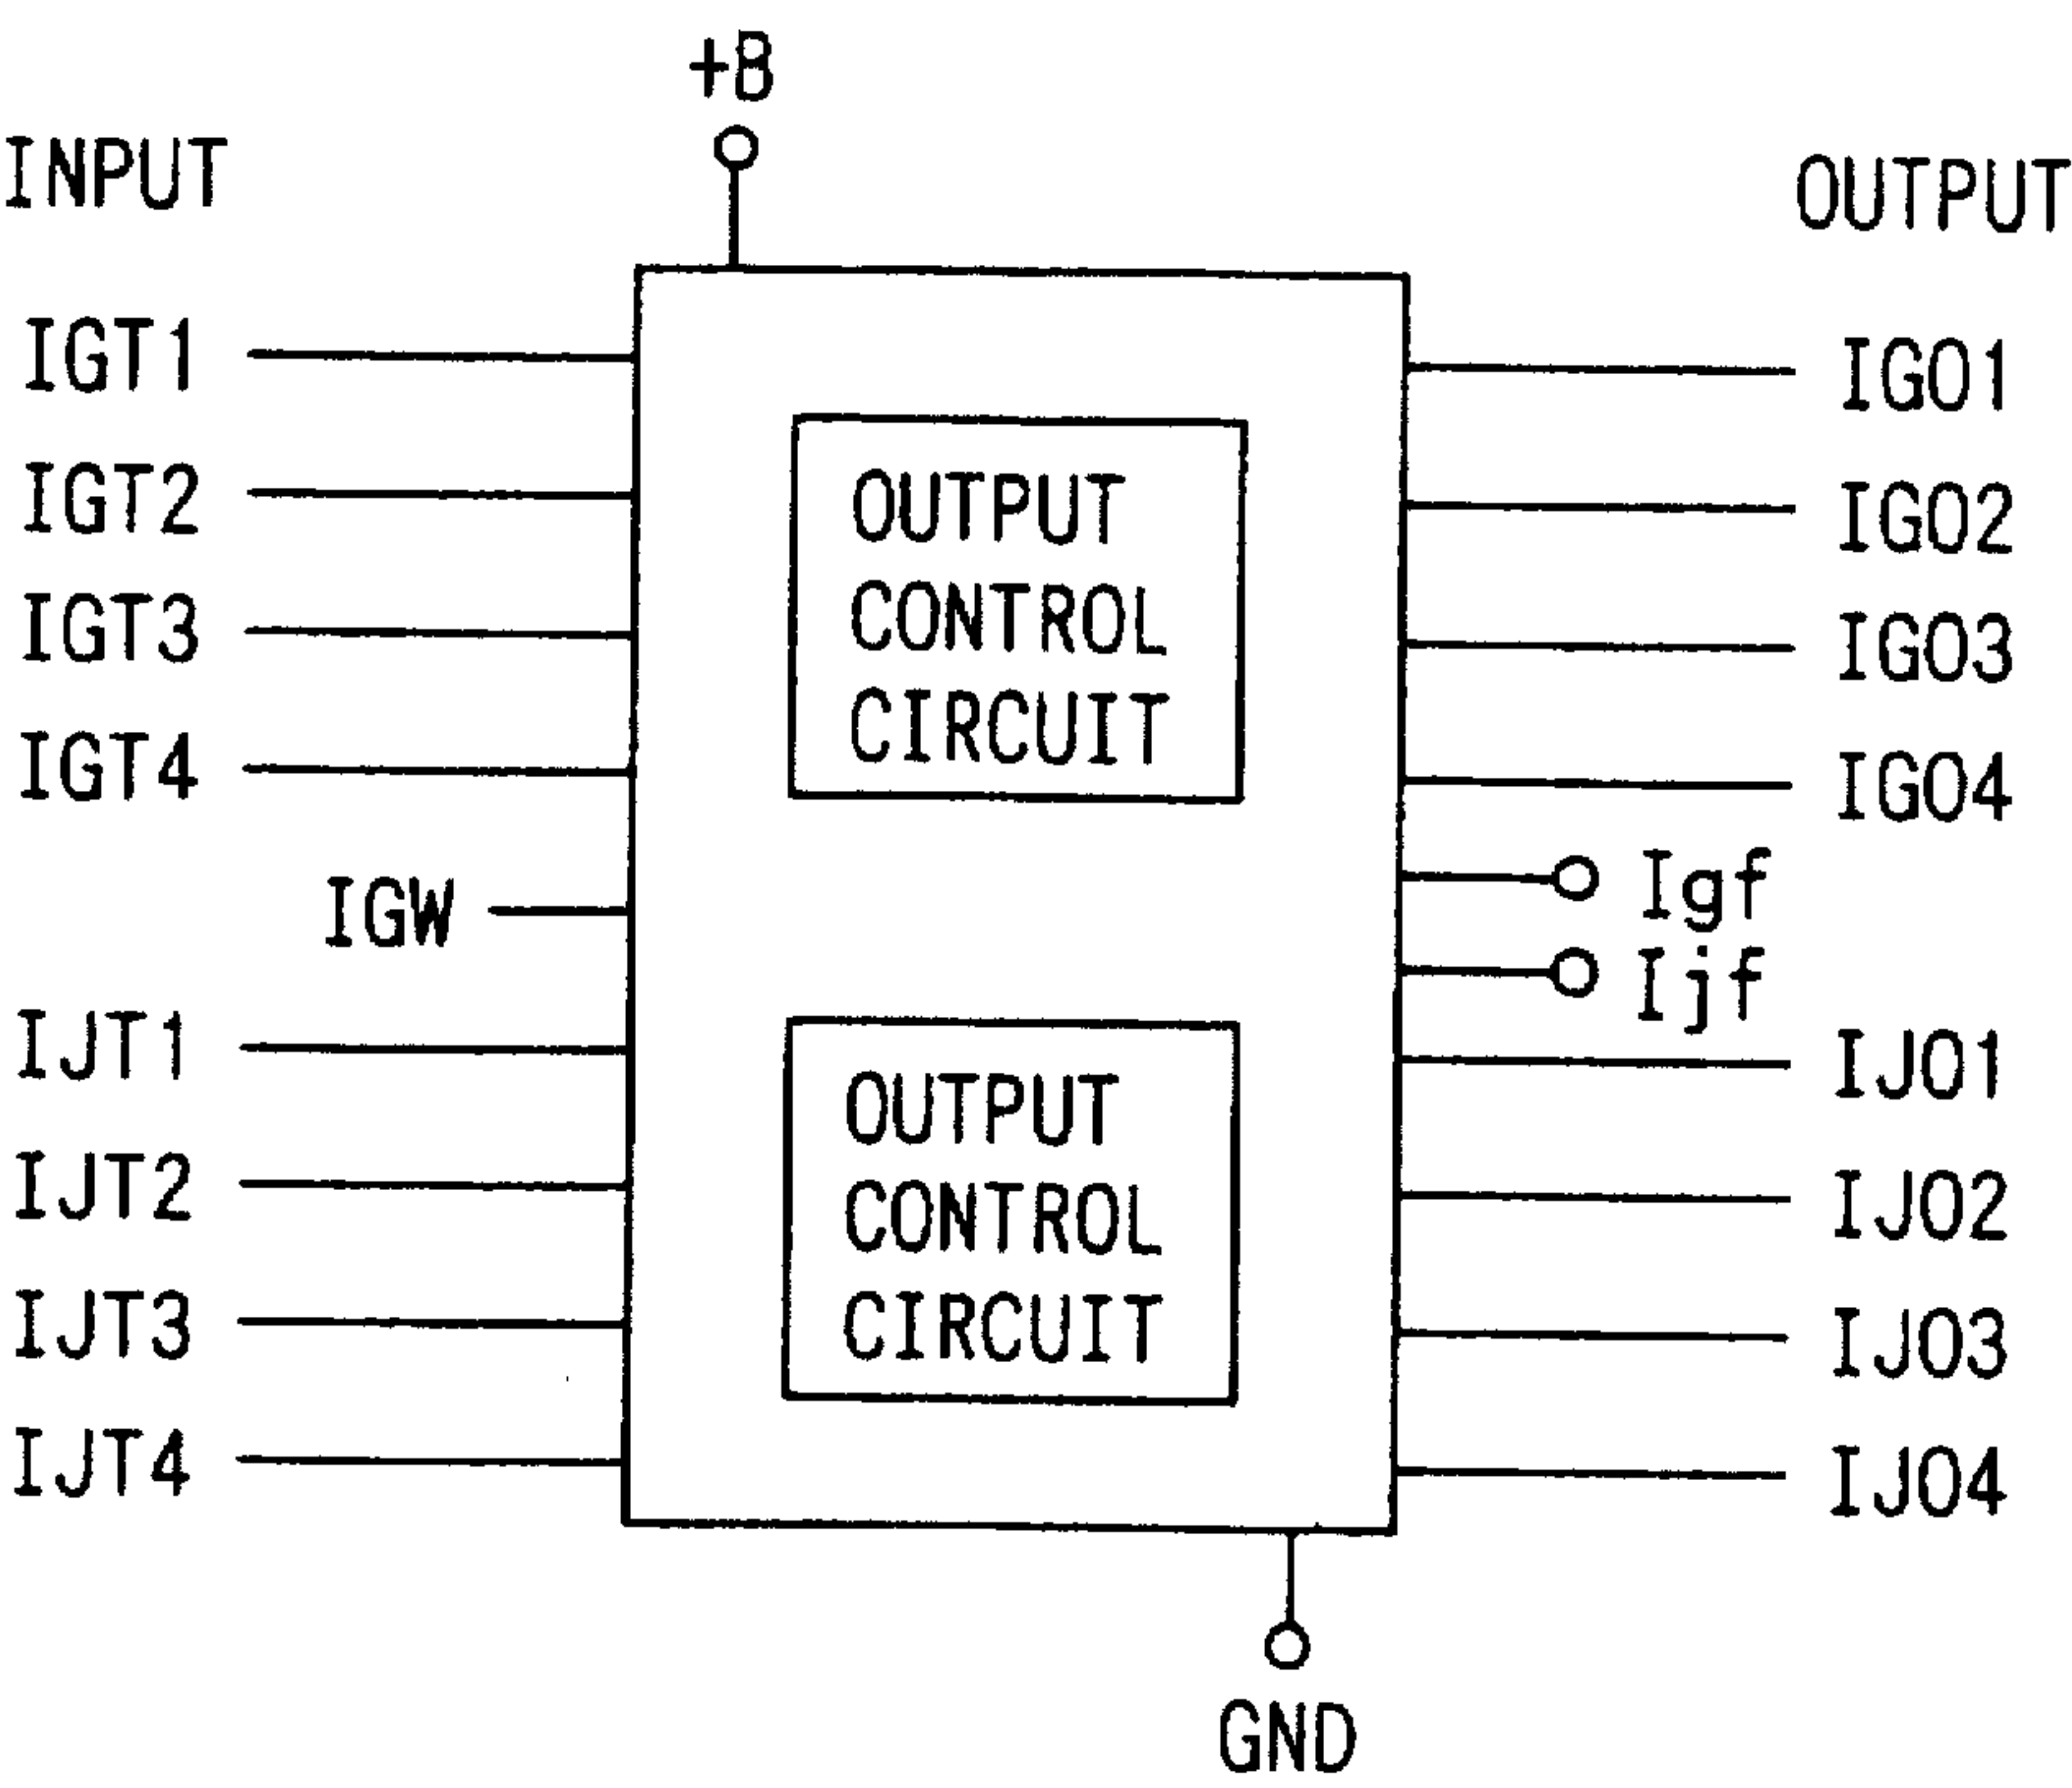 +8
INPUT
OUTPUT
IGT1
IGT2
IGT3
IGT4
IGW
IJT1
IJT2
IJT3
IJT4
OUTPUT
CONTROL
CIRCUIT
OUTPUT
CONTROL
CIRCUIT
IGO1
IGO2
IGO3
IGO4
Igf
Ijf
IJO1
IJO2
IJO3
IJO4
GND